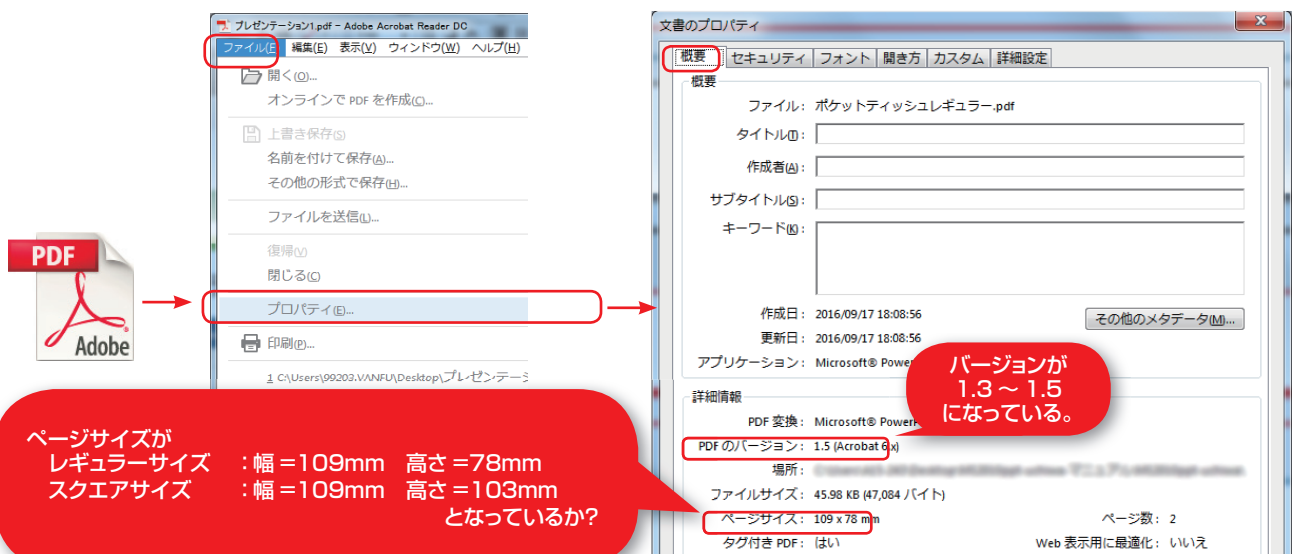 PDF
Adobe
プレゼンテーション1.pdf - Adobe Acrobat Reader DC
ファイル(F) 編集(E) 表示(V) ウィンドウ(W) ヘルプ(H)
開く(O)...
オンラインで PDF を作成(C)...
上書き保存(S)
名前を付けて保存(A)...
その他の形式で保存(H)...
ファイルを送信(L)...
復帰(V)
閉じる(C)
プロパティ(E)...
印刷(P)...
1 C:\Users\99203.VANFU\Desktop\プレゼンテーシ
ページサイズが
レギュラーサイズ :幅=109mm 高さ=78mm
スクエアサイズ :幅=109mm 高さ=103mm
となっているか?
文書のプロパティ
概要 セキュリティ フォント 開き方 カスタム 詳細設定
概要
ファイル: ポケットティッシュレギュラー.pdf
タイトル(T):
作成者(A):
サブタイトル(S):
キーワード(K):
作成日: 2016/09/17 18:08:56
その他のメタデータ(M)...
更新日: 2016/09/17 18:08:56
アプリケーション: Microsoft® Powe
バージョンが
1.3 ~ 1.5
になっている。
詳細情報
PDF 変換: Microsoft® Power
PDF のバージョン: 1.5 (Acrobat 6.x)
場所:
ファイルサイズ: 45.98 KB (47,084 バイト)
ページサイズ: 109 x 78 mm ページ数: 2
タグ付き PDF: はい Web 表示用に最適化: いいえ